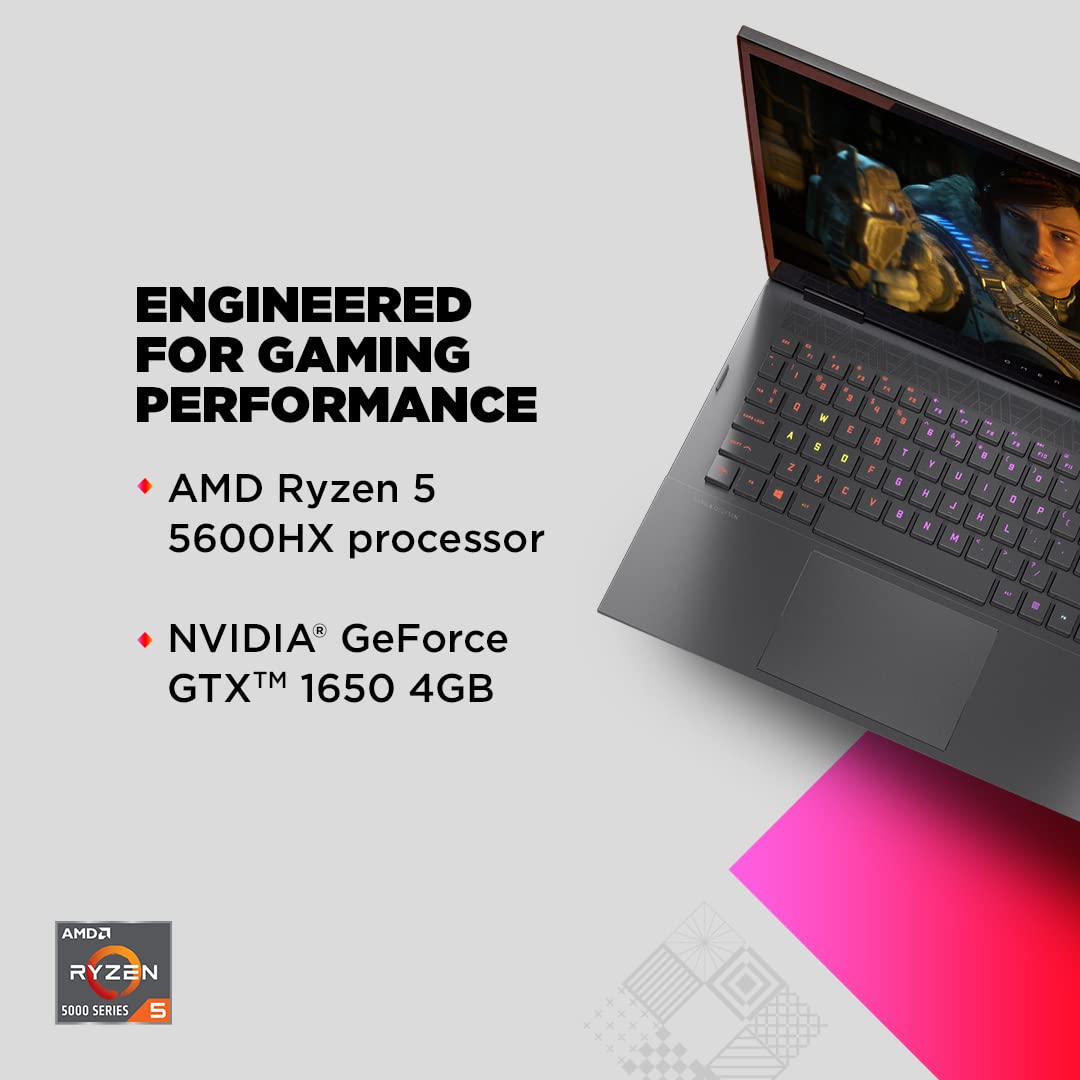 ENGINEERED
FOR GAMING
PERFORMANCE
AMD Ryzen 5
5600HX processor
NVIDIA® GeForce
GTX™ 1650 4GB
OMEN
Q W E R T Y U I O P
A S D F G H J K L
Z X C V B N M
AMD
RYZEN
5000 SERIES 5